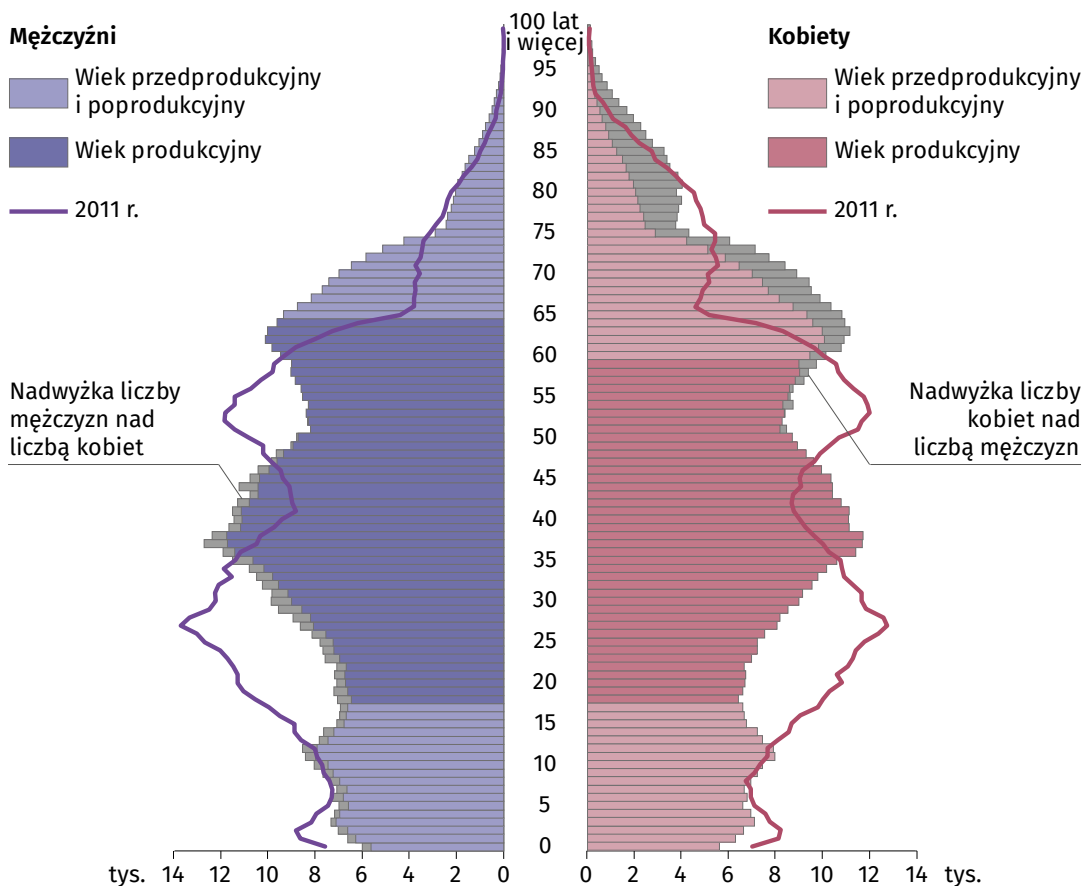 Mężczyźni
Wiek przedprodukcyjny
i poprodukcyjny
Wiek produkcyjny
2011 r.
100 lat
i więcej
95
90
85
80
75
70
65
60
55
50
45
40
35
30
25
20
15
10
5
0
Kobiety
Wiek przedprodukcyjny
i poprodukcyjny
Wiek produkcyjny
2011 r.
Nadwyżka liczby
mężczyzn nad
liczbą kobiet
Nadwyżka liczby
kobiet nad
liczbą mężczyzn
tys. 14 12 10 8 6 4 2 0
0 2 4 6 8 10 12 14 tys.